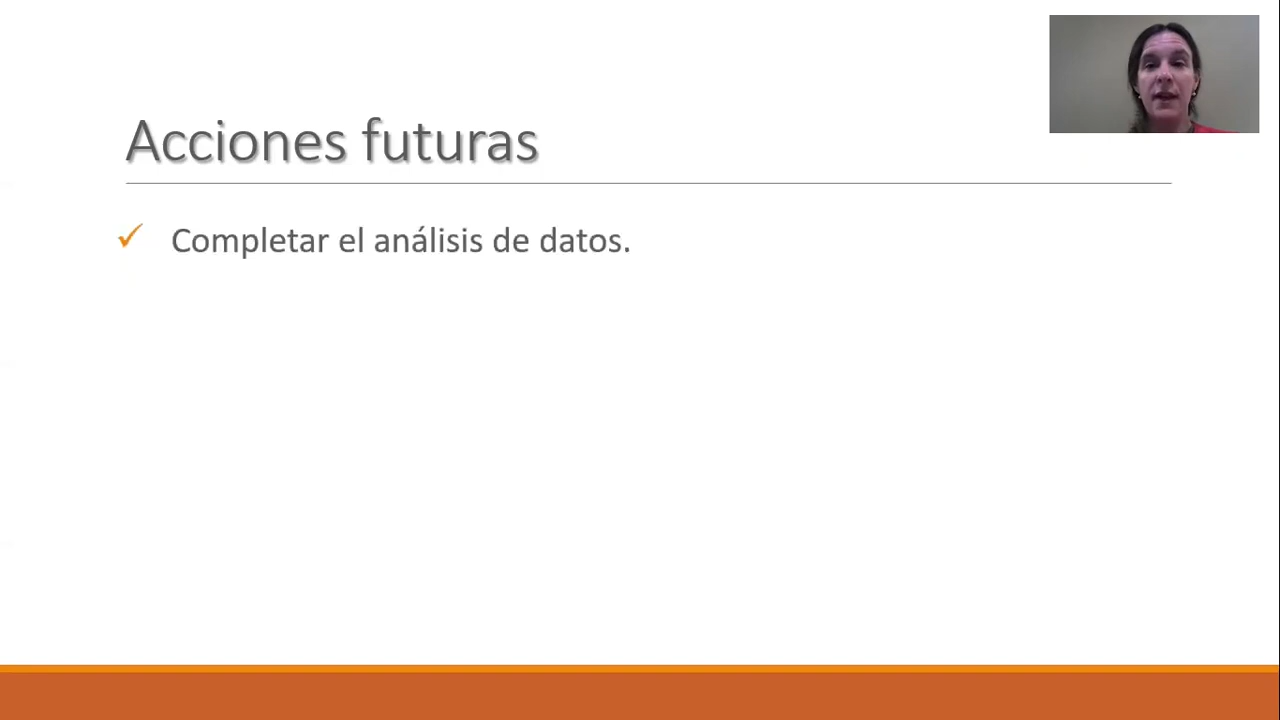 Acciones futuras
Completar el análisis de datos.